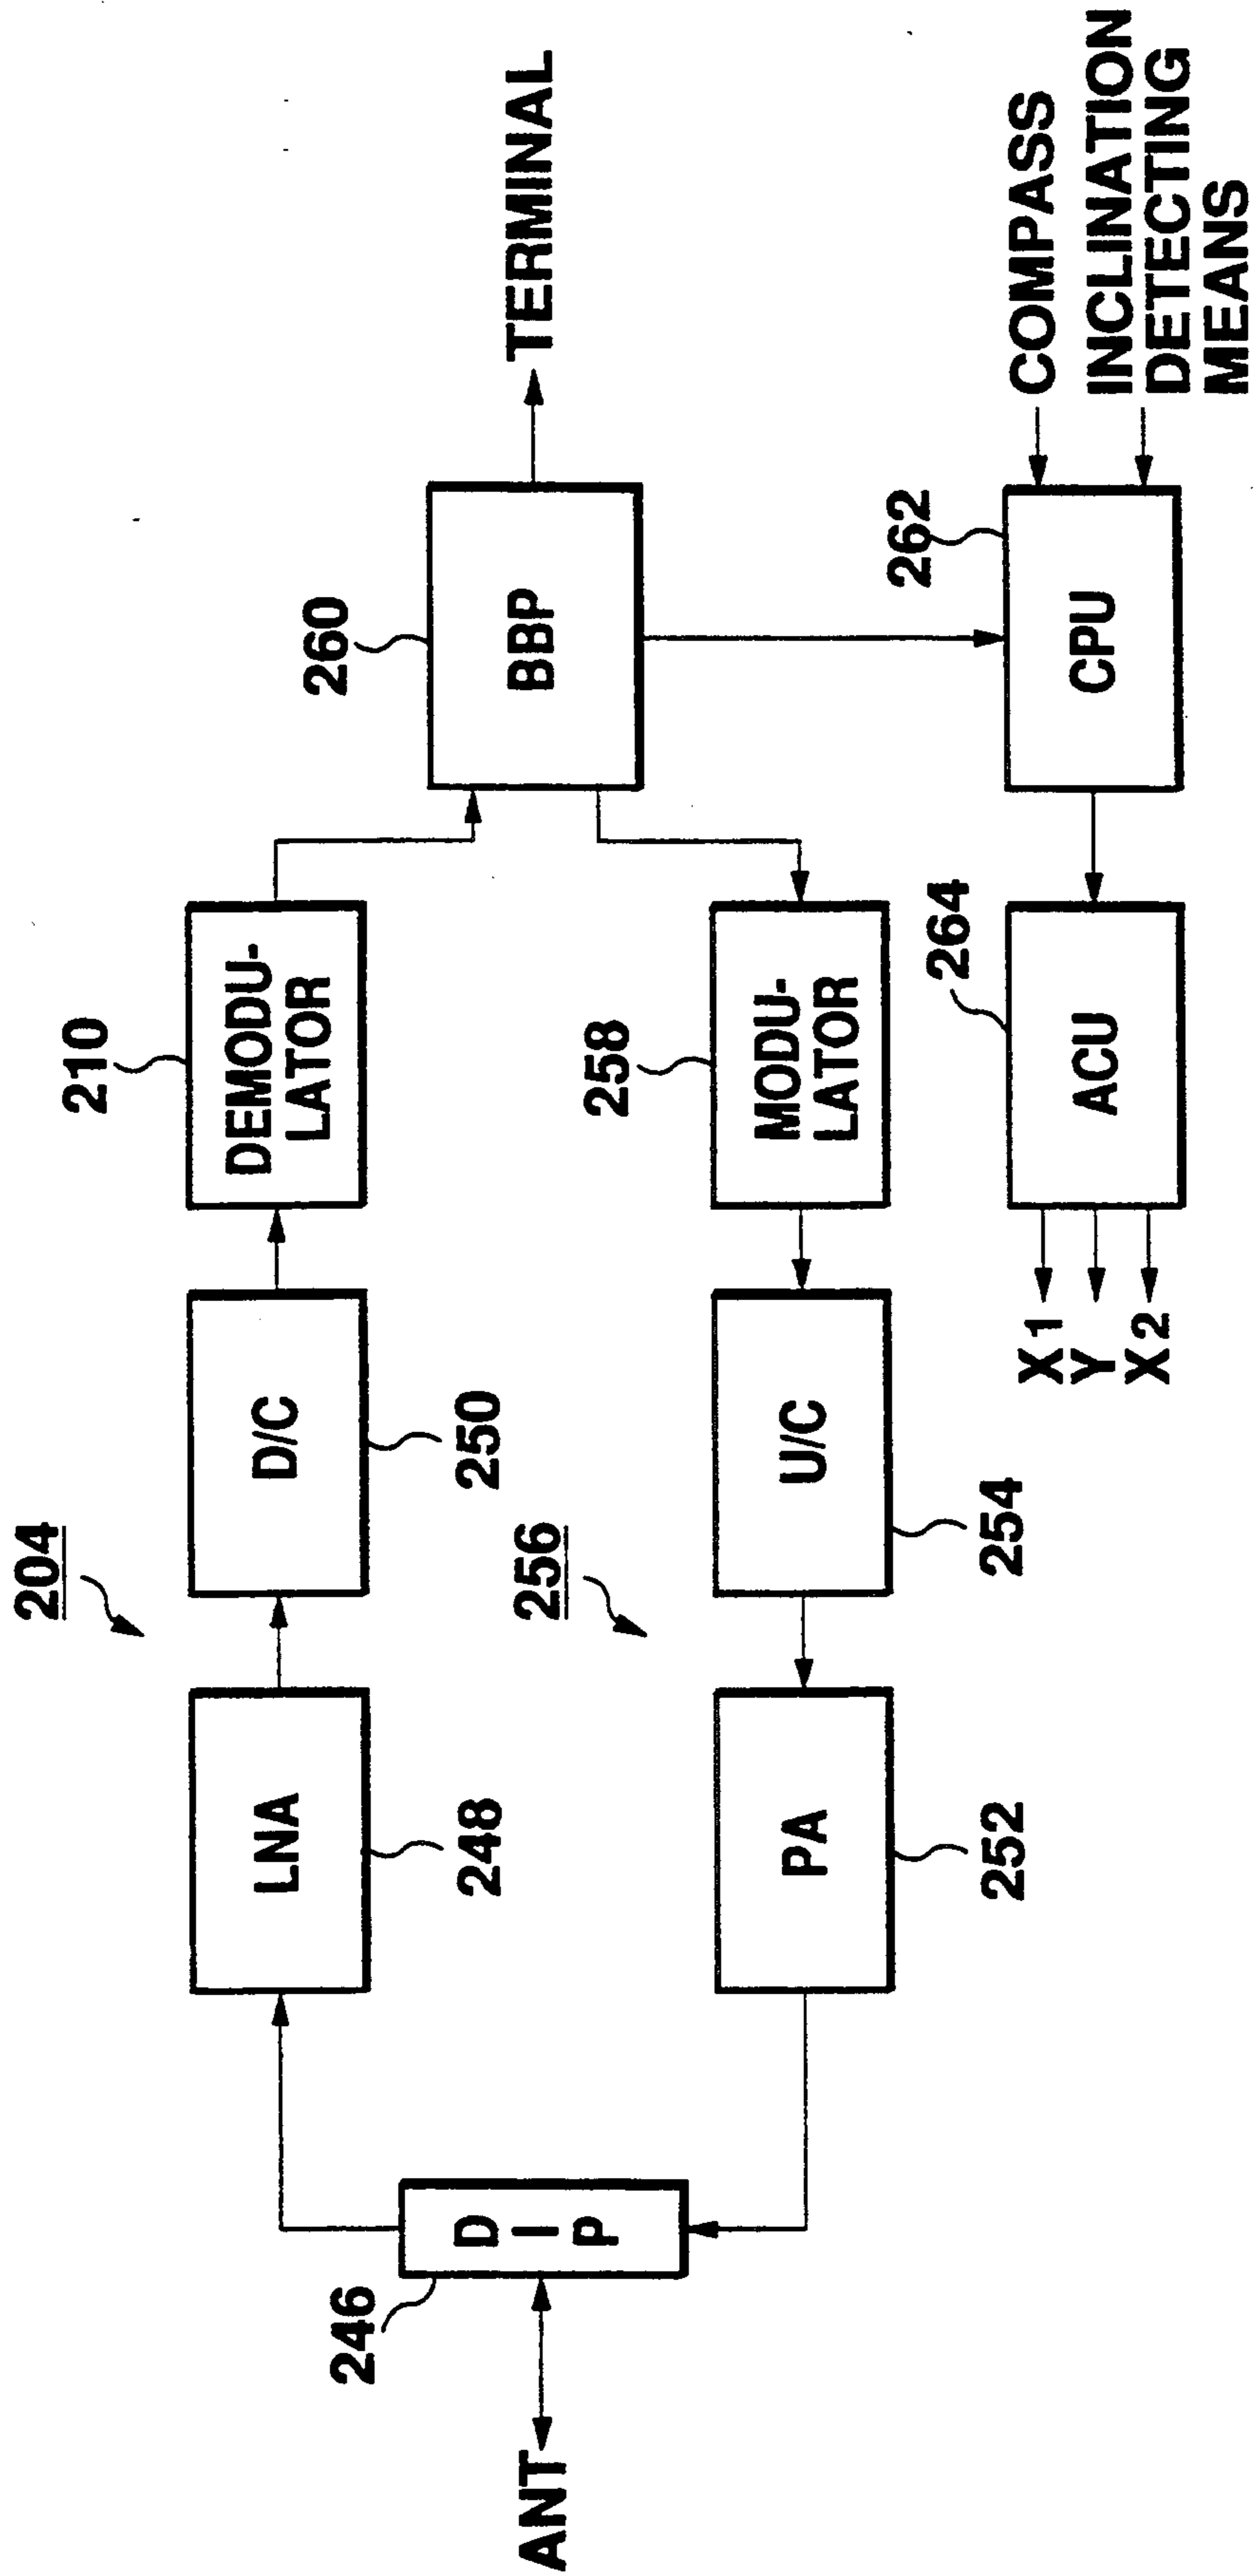 204
210
DEMODU-
LATOR
D/C
250
LNA
248
260
BBP
TERMINAL
246
DIP
ANT
256
258
MODU-
LATOR
U/C
254
PA
252
262
CPU
COMPASS
INCLINATION
DETECTING
MEANS
264
ACU
X1
Y
X2